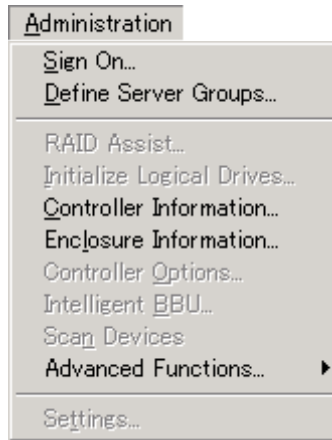 Administration
Sign On...
Define Server Groups...
RAID Assist...
Initialize Logical Drives...
Controller Information...
Enclosure Information...
Controller Options...
Intelligent BBU...
Scan Devices
Advanced Functions...
Settings...